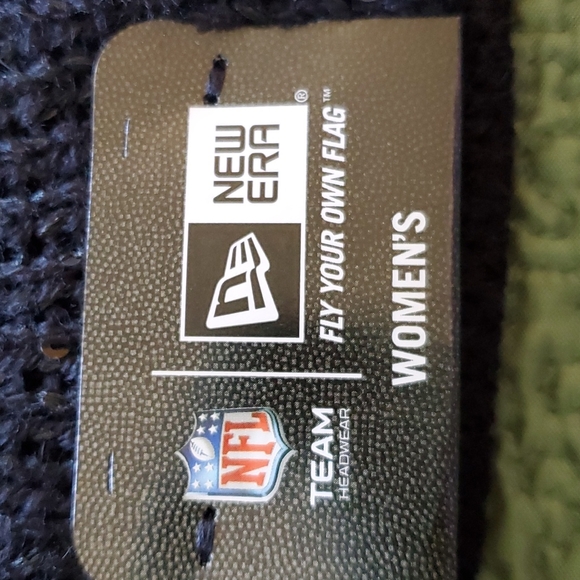 NFL
TEAM
HEADWEAR
NEW
ERA
®
FLY YOUR OWN FLAG™
WOMEN'S